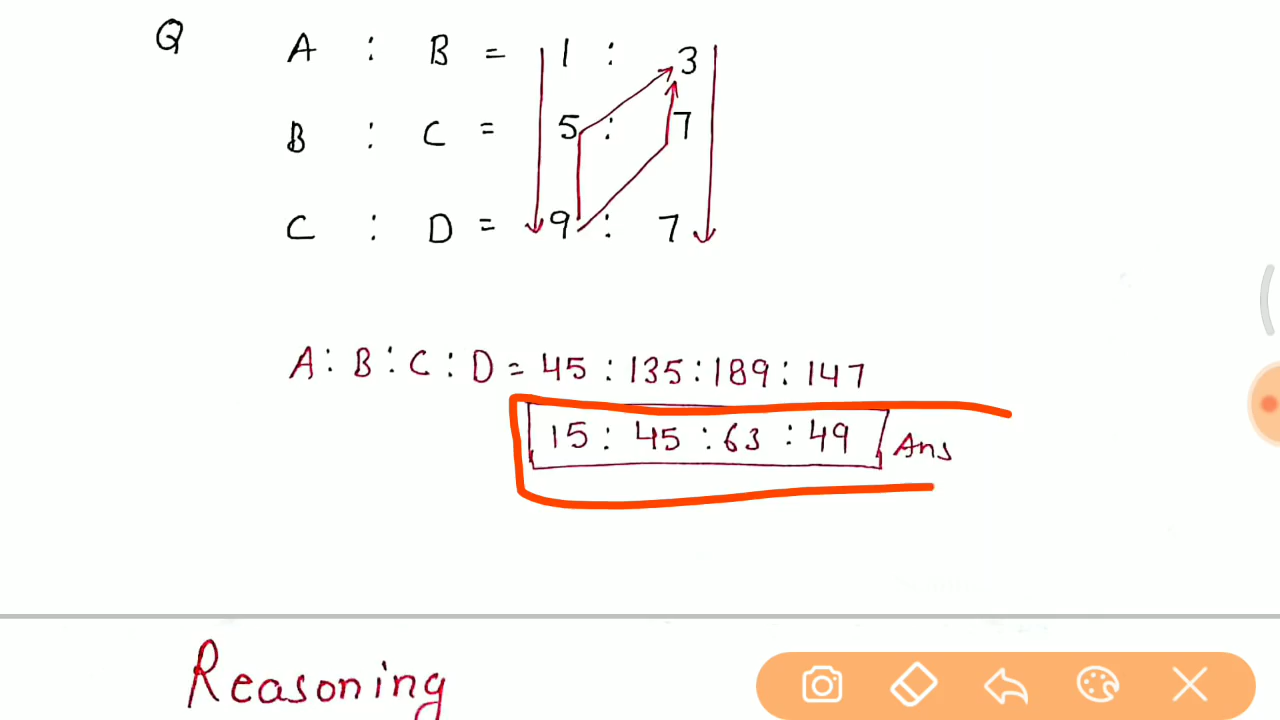 Q A : B = 1 : 3
B : C = 5 : 7
C : D = 9 : 7
A : B : C : D = 45 : 135 : 189 : 147
15 : 45 : 63 : 49 Ans
Reasoning